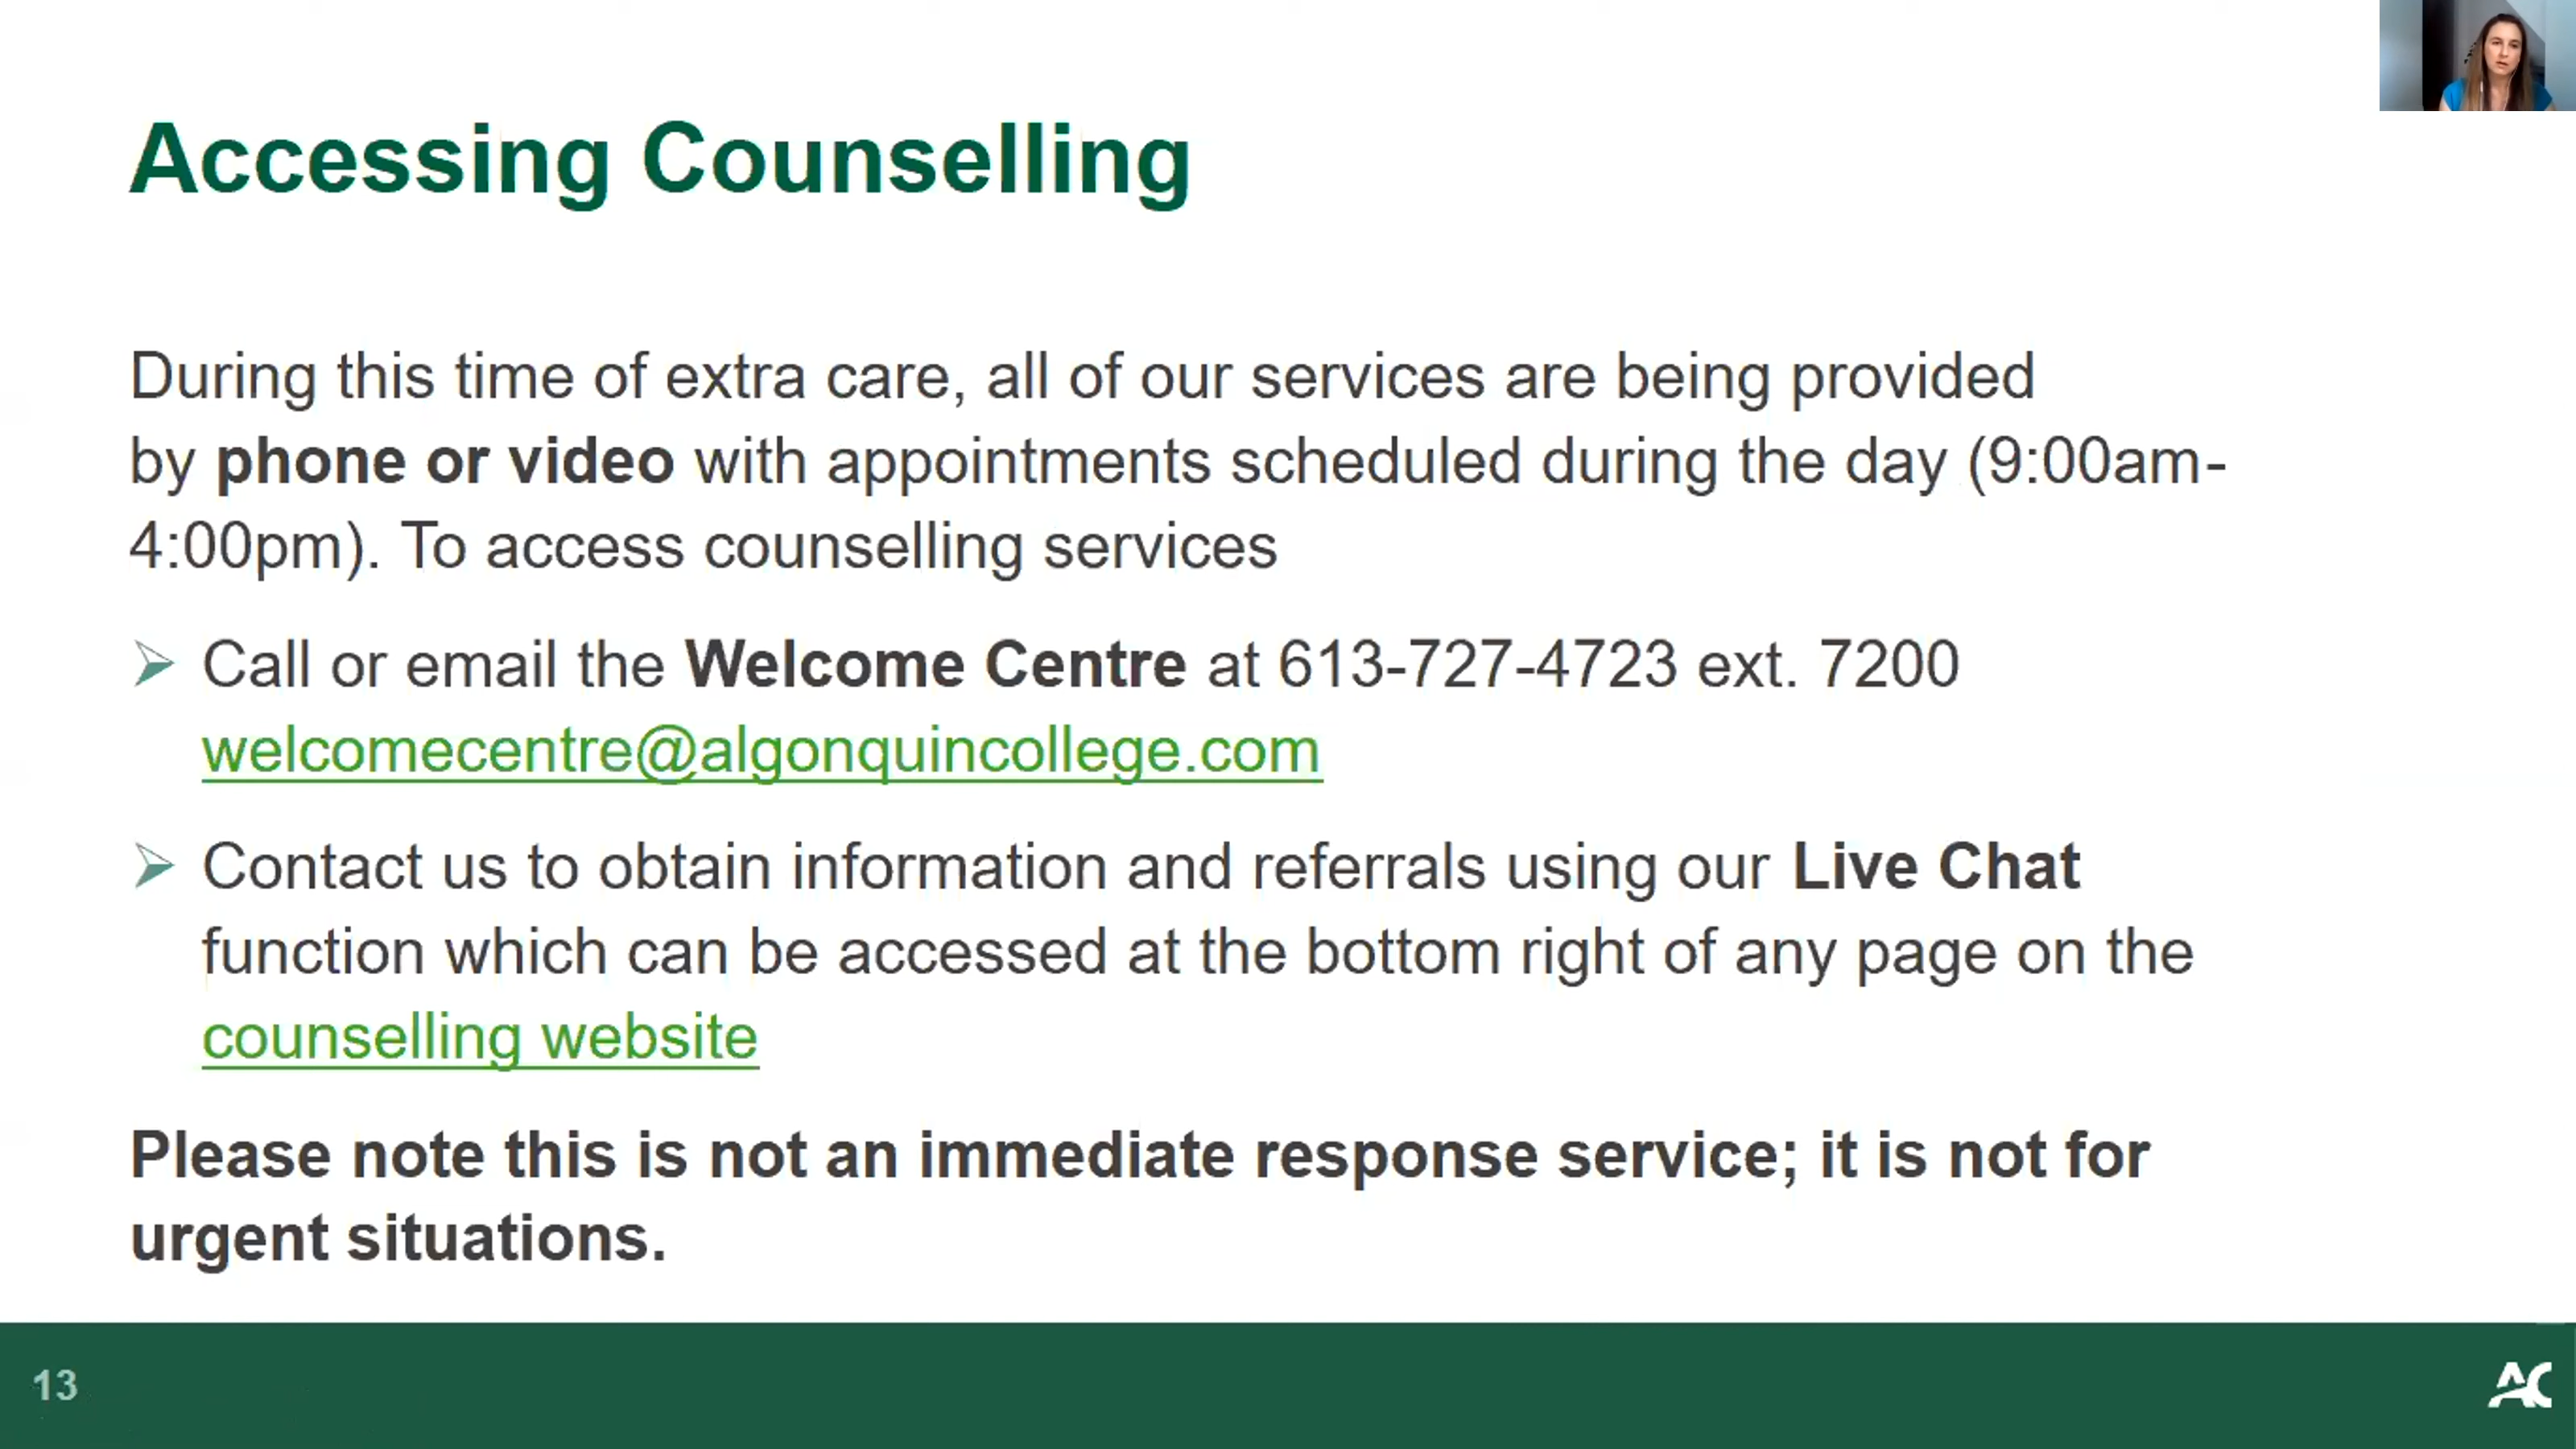 Accessing Counselling
During this time of extra care, all of our services are being provided
by phone or video with appointments scheduled during the day (9:00am-
4:00pm). To access counselling services
Call or email the Welcome Centre at 613-727-4723 ext. 7200
welcomecentre@algonquincollege.com
Contact us to obtain information and referrals using our Live Chat
function which can be accessed at the bottom right of any page on the
counselling website
Please note this is not an immediate response service; it is not for
urgent situations.
13
AC